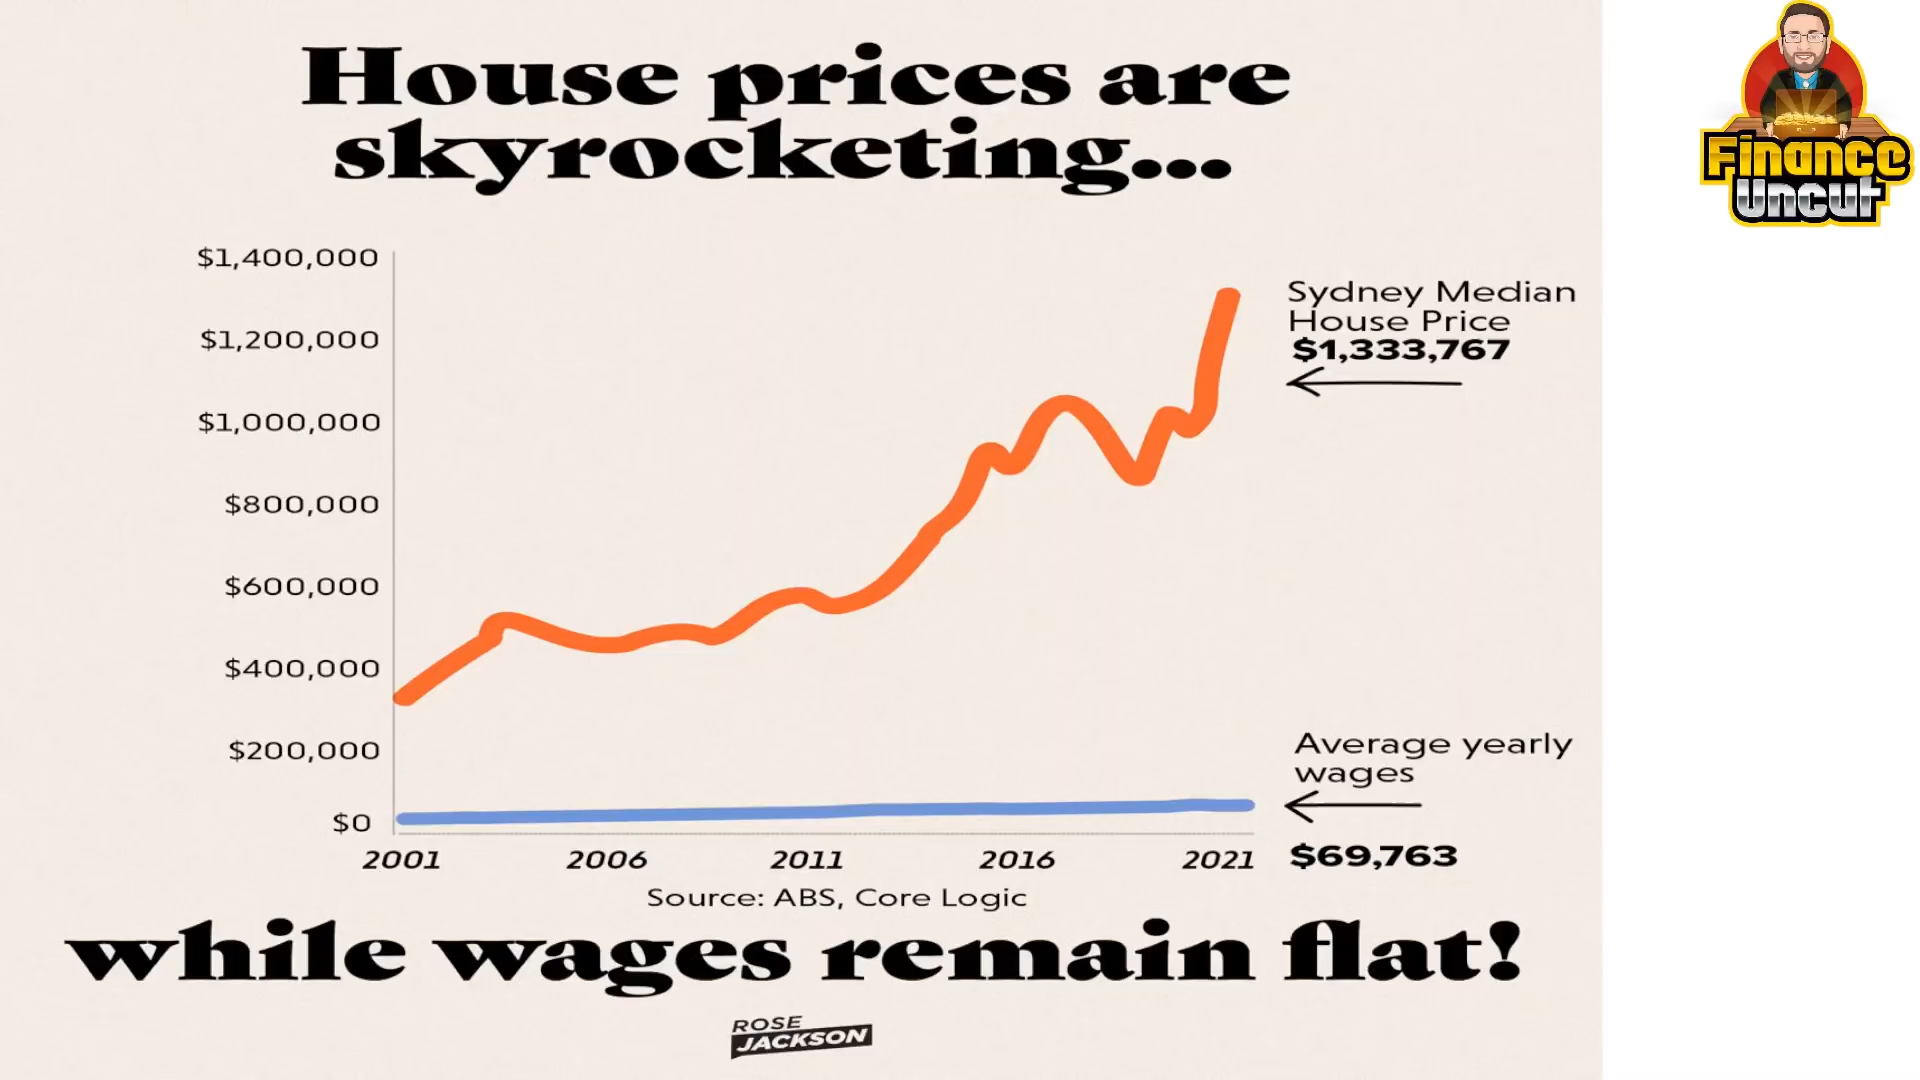 House prices are
skyrocketing...
$1,400,000
$1,200,000
$1,000,000
$800,000
$600,000
$400,000
$200,000
$0
2001
2006
2011
2016
2021
Sydney Median
House Price
$1,333,767
Average yearly
wages
$69,763
Source: ABS, Core Logic
while wages remain flat!
ROSE
JACKSON
Finance
Uncut